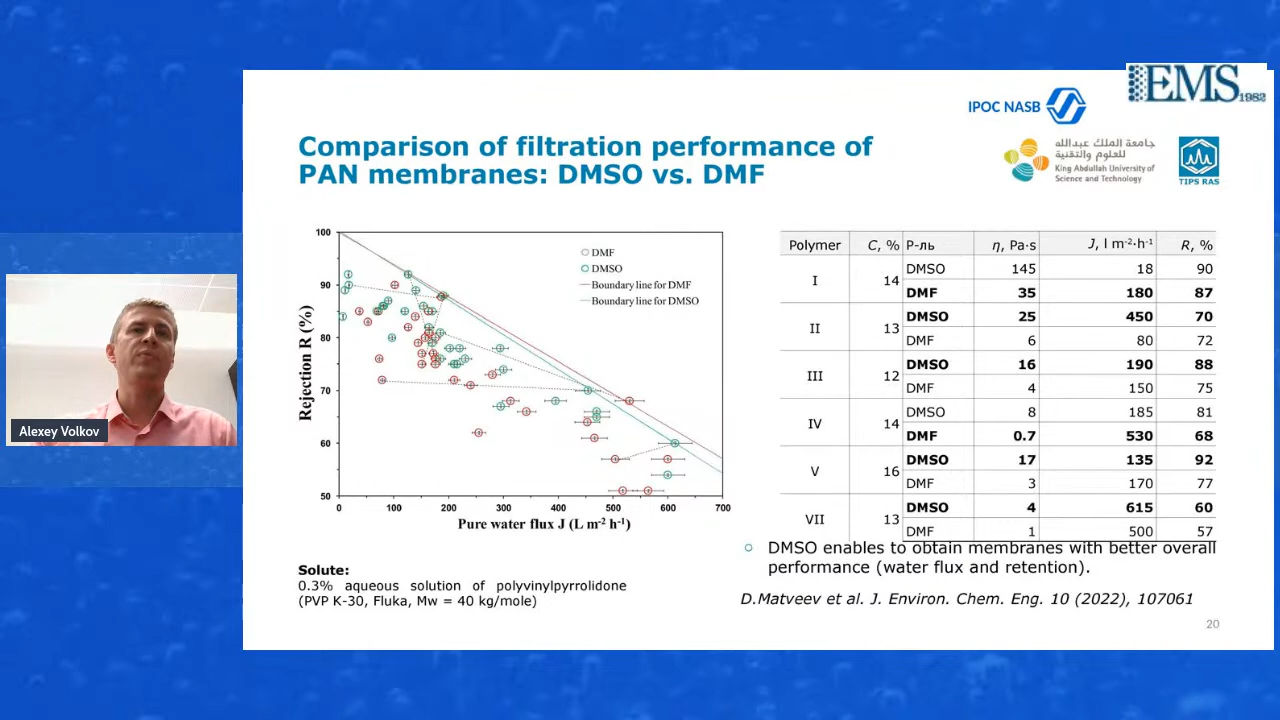 EMS 1982
IPOC NASB
جامعة الملك عبدالله
للعلوم والتقنية
King Abdullah University of
Science and Technology
TIPS RAS
Comparison of filtration performance of
PAN membranes: DMSO vs. DMF
100
90
80
70
60
50
0
100
200
300
400
500
600
700
Rejection R (%)
Pure water flux J (L m⁻² h⁻¹)
DMF
DMSO
Boundary line for DMF
Boundary line for DMSO
Polymer C, % Р-ль η, Pa·s J, l m⁻²·h⁻¹ R, %
I 14 DMSO 145 18 90
DMF 35 180 87
II 13 DMSO 25 450 70
DMF 6 80 72
III 12 DMSO 16 190 88
DMF 4 150 75
IV 14 DMSO 8 185 81
DMF 0.7 530 68
V 16 DMSO 17 135 92
DMF 3 170 77
VII 13 DMSO 4 615 60
DMF 1 500 57
DMSO enables to obtain membranes with better overall
performance (water flux and retention).
Solute:
0.3% aqueous solution of polyvinylpyrrolidone
(PVP K-30, Fluka, Mw = 40 kg/mole)
D.Matveev et al. J. Environ. Chem. Eng. 10 (2022), 107061
20
Alexey Volkov